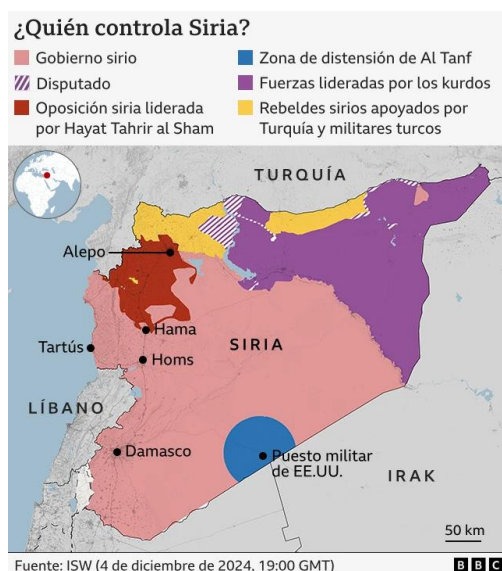 ¿Quién controla Siria?
Gobierno sirio
Disputado
Oposición siria liderada
por Hayat Tahrir al Sham
Zona de distensión de Al Tanf
Fuerzas lideradas por los kurdos
Rebeldes sirios apoyados por
Turquía y militares turcos
TURQUÍA
Alepo
Hama
Tartús
SIRIA
Homs
LÍBANO
Damasco
Puesto militar
de EE.UU.
IRAK
50 km
Fuente: ISW (4 de diciembre de 2024, 19:00 GMT)
BBC